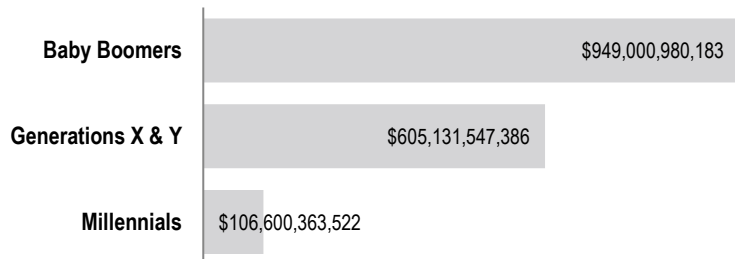 Baby Boomers $949,000,980,183
Generations X & Y $605,131,547,386
Millennials $106,600,363,522